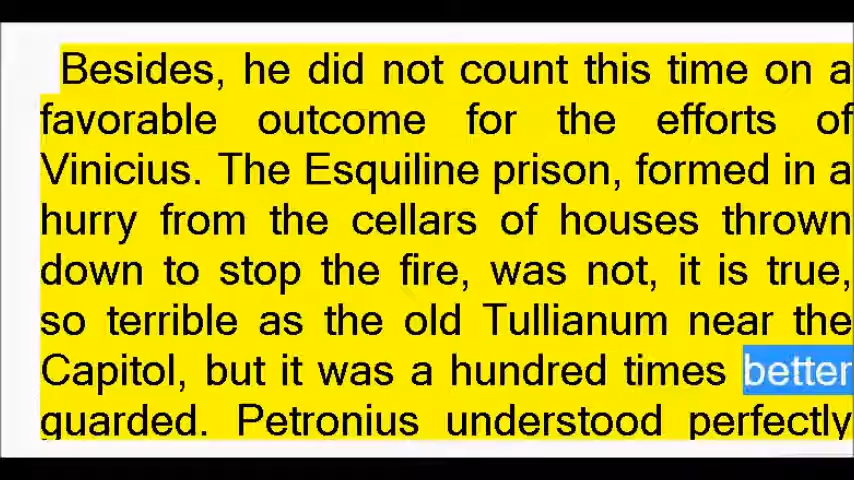 Besides, he did not count this time on a
favorable outcome for the efforts of
Vinicius. The Esquiline prison, formed in a
hurry from the cellars of houses thrown
down to stop the fire, was not, it is true,
so terrible as the old Tullianum near the
Capitol, but it was a hundred times better
guarded. Petronius understood perfectly